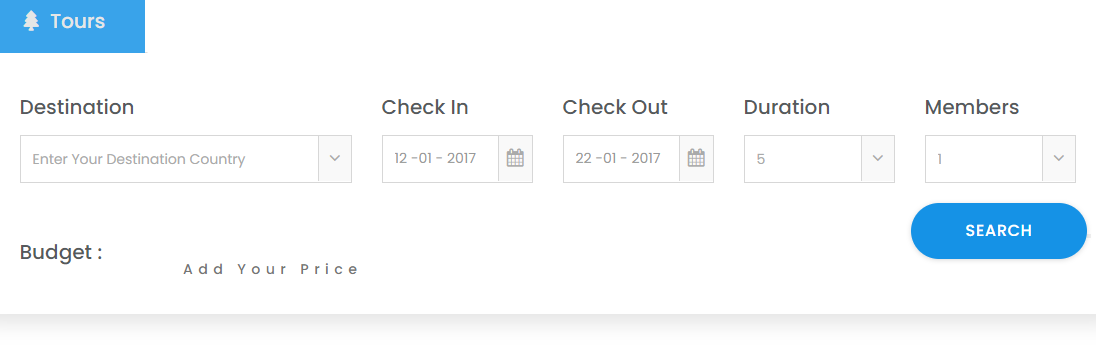 Tours
Destination Check In Check Out Duration Members
Enter Your Destination Country 12 -01 - 2017 22 -01 - 2017 5 1
SEARCH
Budget :
Add Your Price